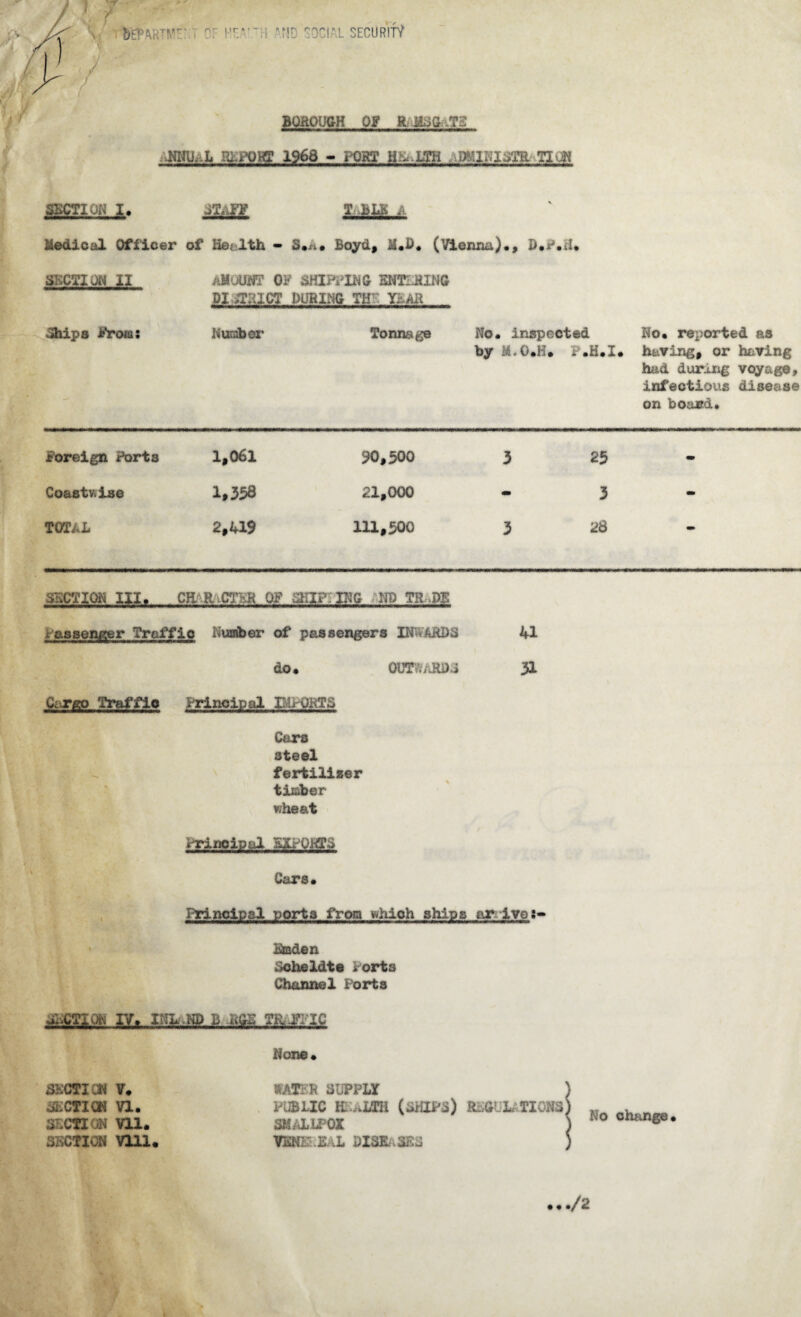 DEPARTMENT OF HEALTH AND SOCIAL SECURITY
BOROUGH OF RAMSGATE
ANNUAL REPORT 1968 - PORT HEALTH ADMINISTRATION
SECTION I. STAFF TABLE A
Medical Officer of Health - S.A. Boyd, M.D. (Vienna)., D.P.H.
SECTION II AMOUNT OF SHIPPING ENTERING
DISTRICT DURING THE YEAR
Ships From: Number Tonnage No. inspected No. reported as
by M.O.H. P.H.I. having, or having
had during voyage,
infectious disease
on board.
Foreign Ports 1,061 90,500 3 25 -
Coastwise 1,358 21,000 - 3 -
TOTAL 2,419 111,500 3 28 -
SECTION III. CHARACTER OF SHIPPING AND TRADE
Passenger Traffic Number of passengers INWARDS 41
do. OUTWARDS 31
Cargo Traffic Principal IMPORTS
Cars
steel
fertilizer
timber
wheat
Principal EXPORTS
Cars.
Principal ports from which ships arrive:-
Emden
Scheldte Ports
Channel Ports
SECTION IV. INLAND BARGE TRAFFIC
None.
SECTION V. WATER SUPPLY )
SECTION VI. PUBLIC HEALTH (SHIPS) REGULATIONS) No change.
SECTION Vll. SMALLPOX )
SECTION Vlll. VENEREAL DISEASES )
.../2